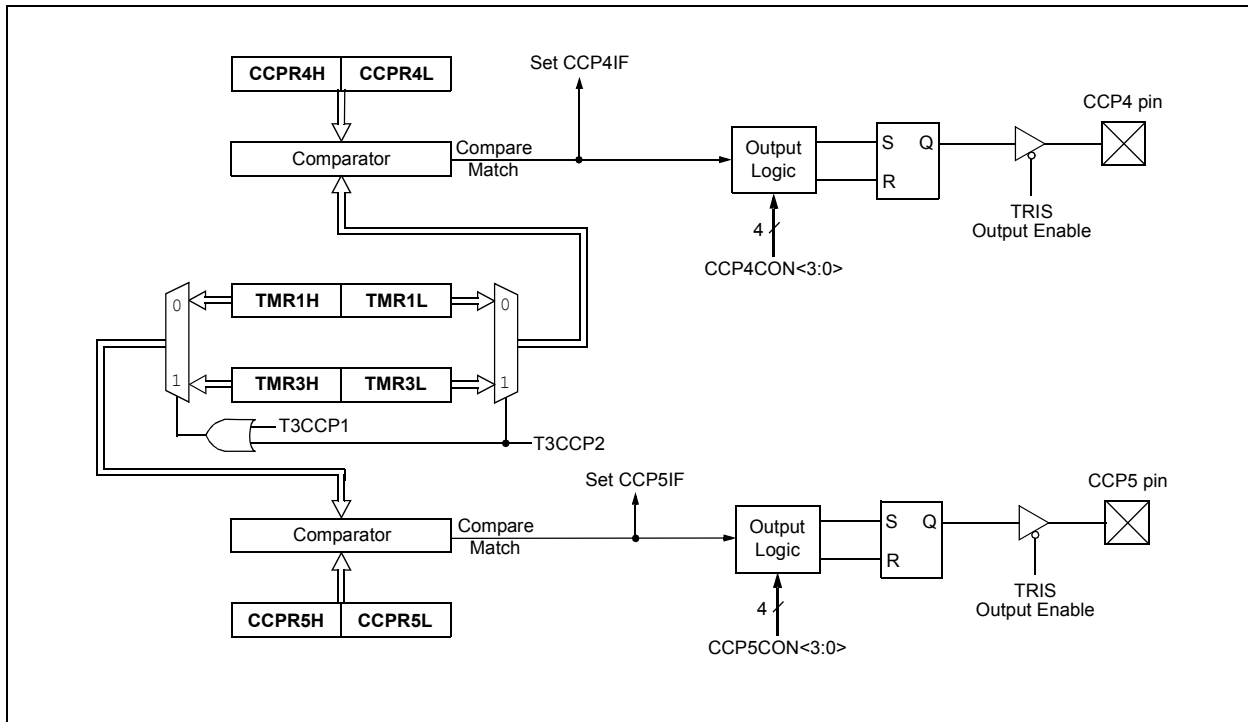 CCPR4H CCPR4L
Set CCP4IF
CCP4 pin
Comparator
Compare
Match
Output
Logic
S Q
R
TRIS
Output Enable
4
CCP4CON<3:0>
0 TMR1H TMR1L 0
1 TMR3H TMR3L 1
T3CCP1
T3CCP2
Set CCP5IF
CCP5 pin
Comparator
Compare
Match
Output
Logic
S Q
R
TRIS
Output Enable
4
CCPR5H CCPR5L
CCP5CON<3:0>